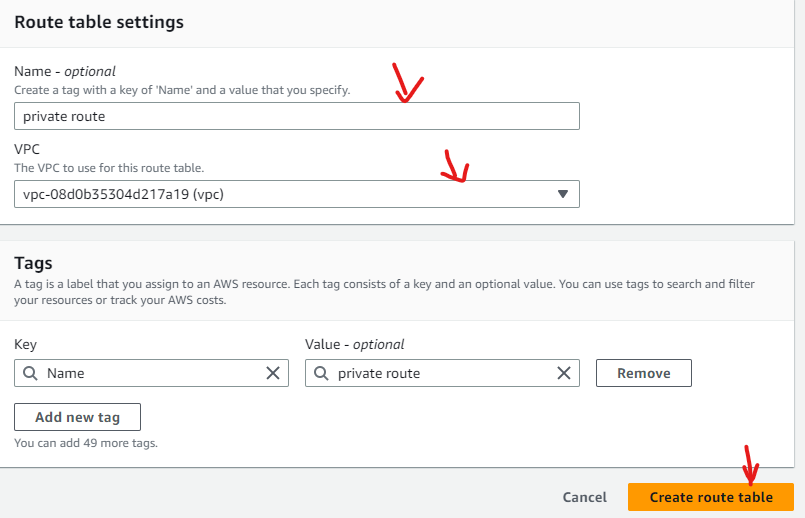 Route table settings
Name - optional
Create a tag with a key of 'Name' and a value that you specify.
private route
VPC
The VPC to use for this route table.
vpc-08d0b35304d217a19 (vpc)
Tags
A tag is a label that you assign to an AWS resource. Each tag consists of a key and an optional value. You can use tags to search and filter
your resources or track your AWS costs.
Key Value - optional
Name private route Remove
Add new tag
You can add 49 more tags.
Cancel Create route table